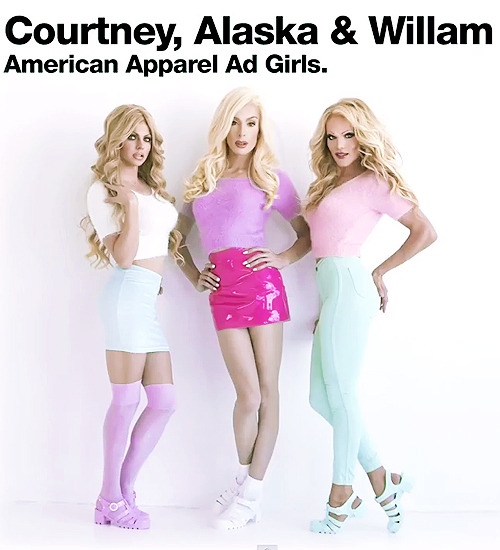 Courtney, Alaska & Willam
American Apparel Ad Girls.